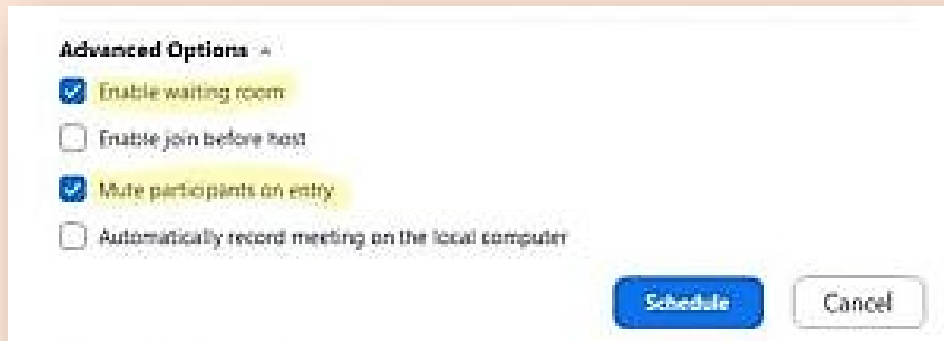 Advanced Options
Enable waiting room
Enable join before host
Mute participants on entry
Automatically record meeting on the local computer
Schedule
Cancel